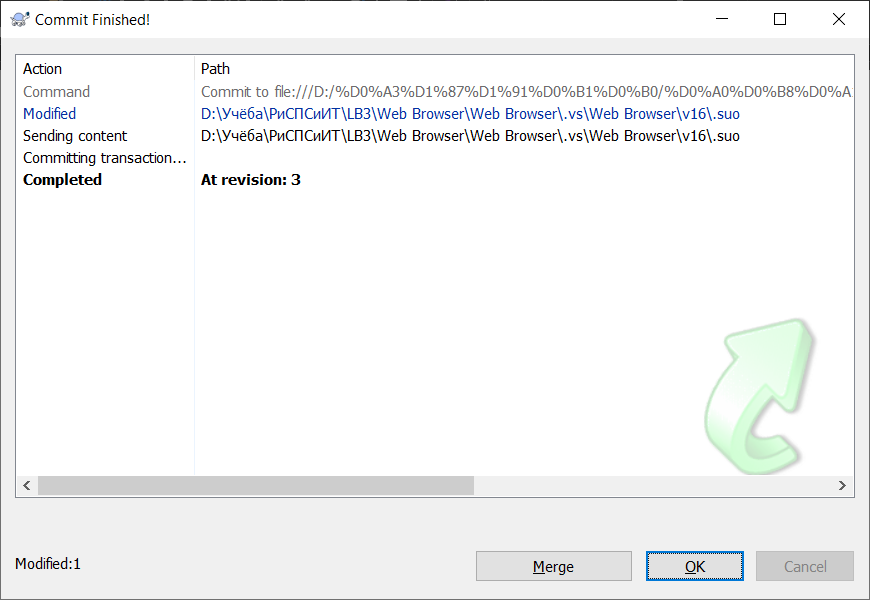 Commit Finished!
Action Path
Command Commit to file:///D:/%D0%A3%D1%87%D1%91%D0%B1%D0%B0/%D0%A0%D0%B8%D0%A
Modified D:\Учёба\РиСПСиИТ\LB3\Web Browser\Web Browser\.vs\Web Browser\v16\.suo
Sending content D:\Учёба\РиСПСиИТ\LB3\Web Browser\Web Browser\.vs\Web Browser\v16\.suo
Committing transaction...
Completed At revision: 3
Modified:1 Merge OK Cancel